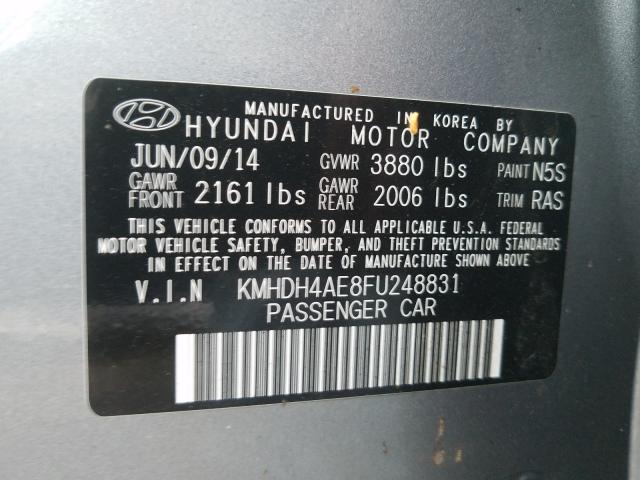 MANUFACTURED IN KOREA BY
HYUNDAI MOTOR COMPANY
JUN/09/14 GVWR 3880 lbs PAINT N5S
GAWR FRONT 2161 lbs GAWR REAR 2006 lbs TRIM RAS
THIS VEHICLE CONFORMS TO ALL APPLICABLE U.S.A. FEDERAL
MOTOR VEHICLE SAFETY, BUMPER, AND THEFT PREVENTION STANDARDS
IN EFFECT ON THE DATE OF MANUFACTURE SHOWN ABOVE
V.I.N KMHDH4AE8FU248831
PASSENGER CAR